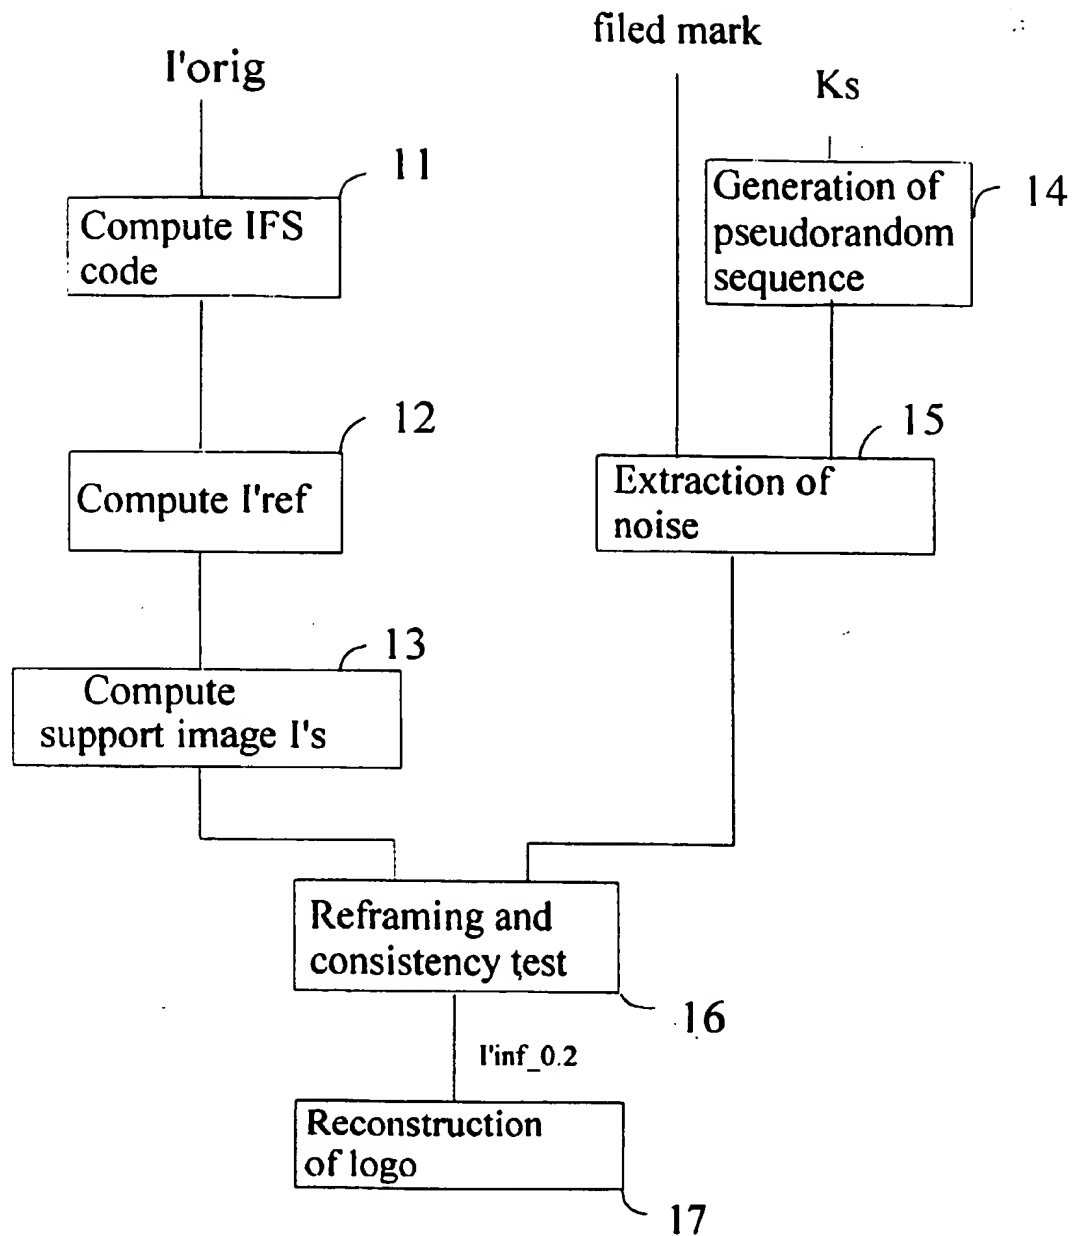 filed mark
I'orig
Ks
11
Compute IFS
code
Generation of
pseudorandom
sequence
14
12
Compute I'ref
15
Extraction of
noise
13
Compute
support image I's
Reframing and
consistency test
16
I'inf_0.2
Reconstruction
of logo
17